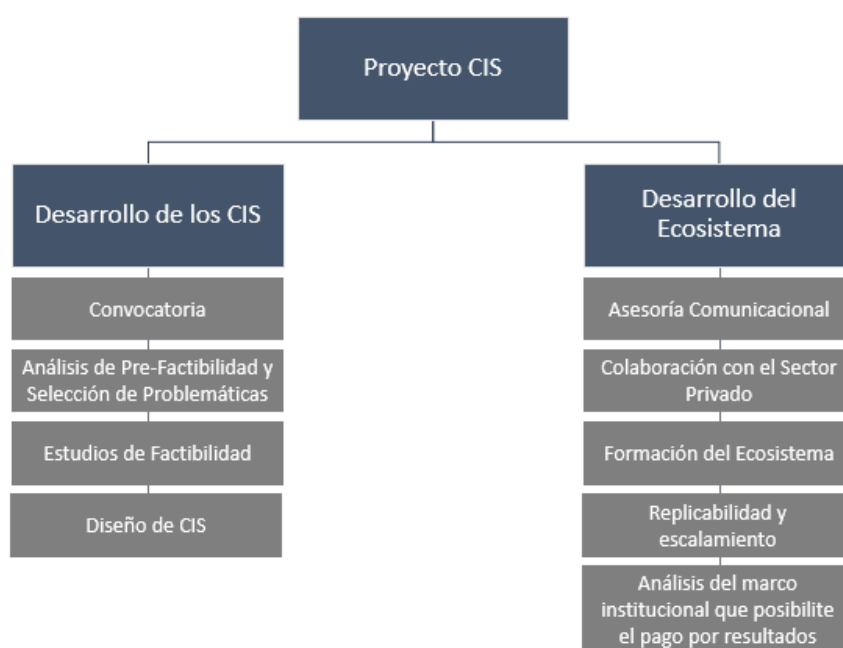 Proyecto CIS
Desarrollo de los CIS
Convocatoria
Análisis de Pre-Factibilidad y
Selección de Problemáticas
Estudios de Factibilidad
Diseño de CIS
Desarrollo del
Ecosistema
Asesoría Comunicacional
Colaboración con el Sector
Privado
Formación del Ecosistema
Replicabilidad y
escalamiento
Análisis del marco
institucional que posibilite
el pago por resultados